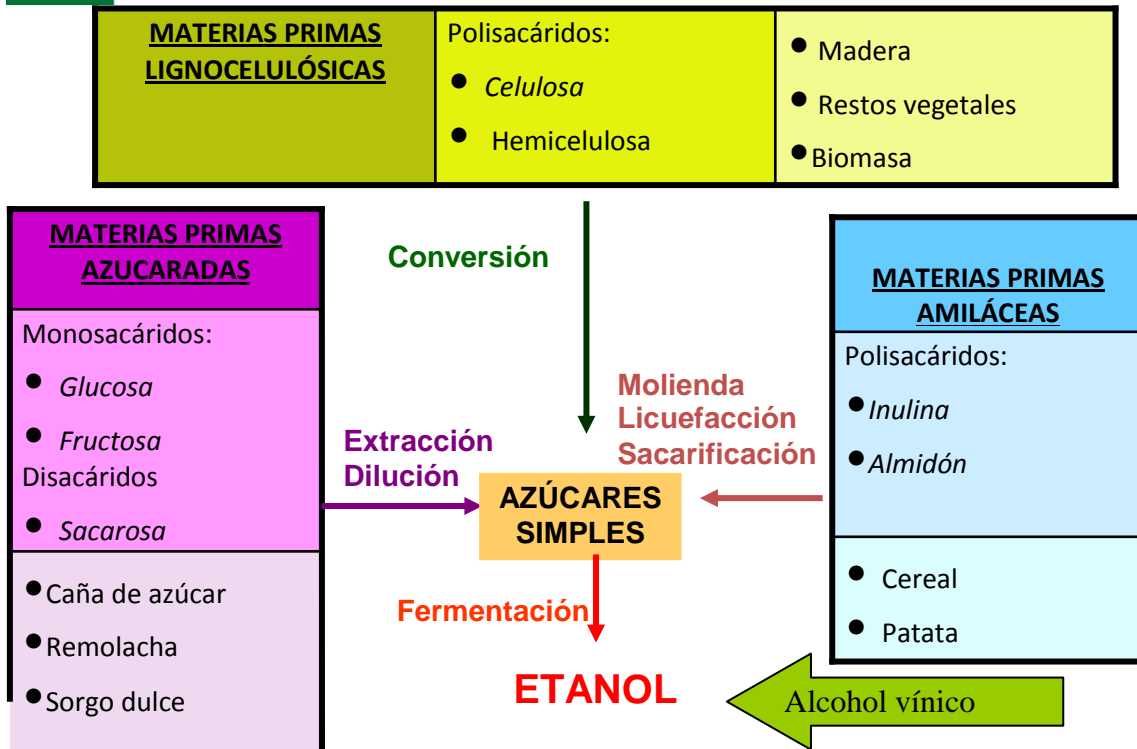 MATERIAS PRIMAS
LIGNOCELULÓSICAS
Polisacáridos:
● Celulosa
● Hemicelulosa
● Madera
● Restos vegetales
● Biomasa
MATERIAS PRIMAS
AZUCARADAS
Monosacáridos:
● Glucosa
● Fructosa
Disacáridos
● Sacarosa
● Caña de azúcar
● Remolacha
● Sorgo dulce
Conversión
Extracción
Dilución
Molienda
Licuefacción
Sacarificación
AZÚCARES
SIMPLES
Fermentación
ETANOL
MATERIAS PRIMAS
AMILÁCEAS
Polisacáridos:
● Inulina
● Almidón
● Cereal
● Patata
Alcohol vínico